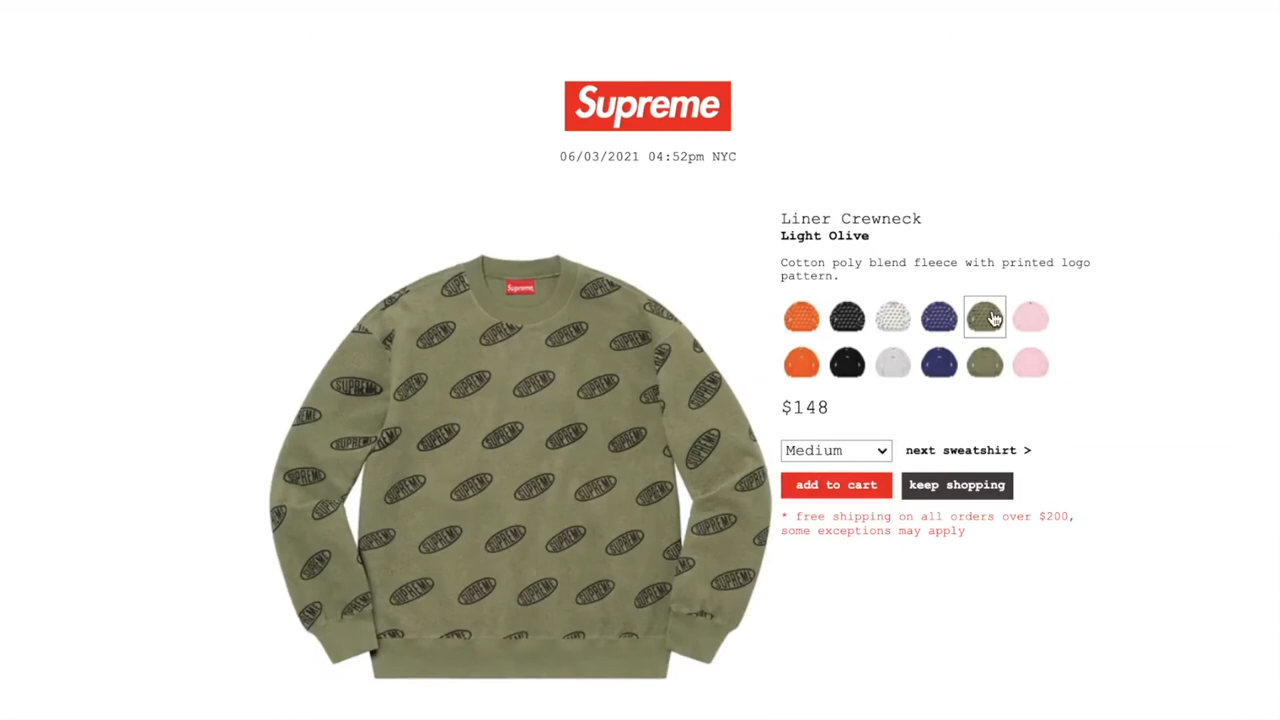 Supreme
06/03/2021 04:52pm NYC
Liner Crewneck
Light Olive
Cotton poly blend fleece with printed logo
pattern.
Supreme
SUPREME
$148
Medium
next sweatshirt >
add to cart
keep shopping
* free shipping on all orders over $200,
some exceptions may apply